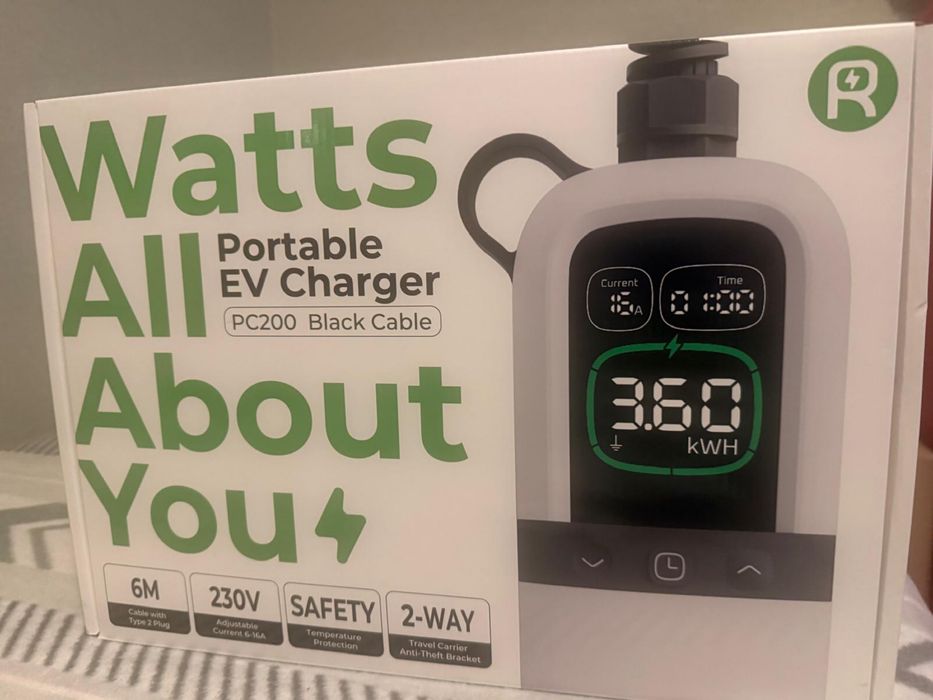 Watts
All
Portable
EV Charger
PC200 Black Cable
About
You
6M
Cable with
Type 2 Plug
230V
Adjustable
Current 6-16A
SAFETY
Temperature
Protection
2-WAY
Travel Carrier
Anti-Theft Bracket
R
Current
16A
Time
01:00
3.60
kWH